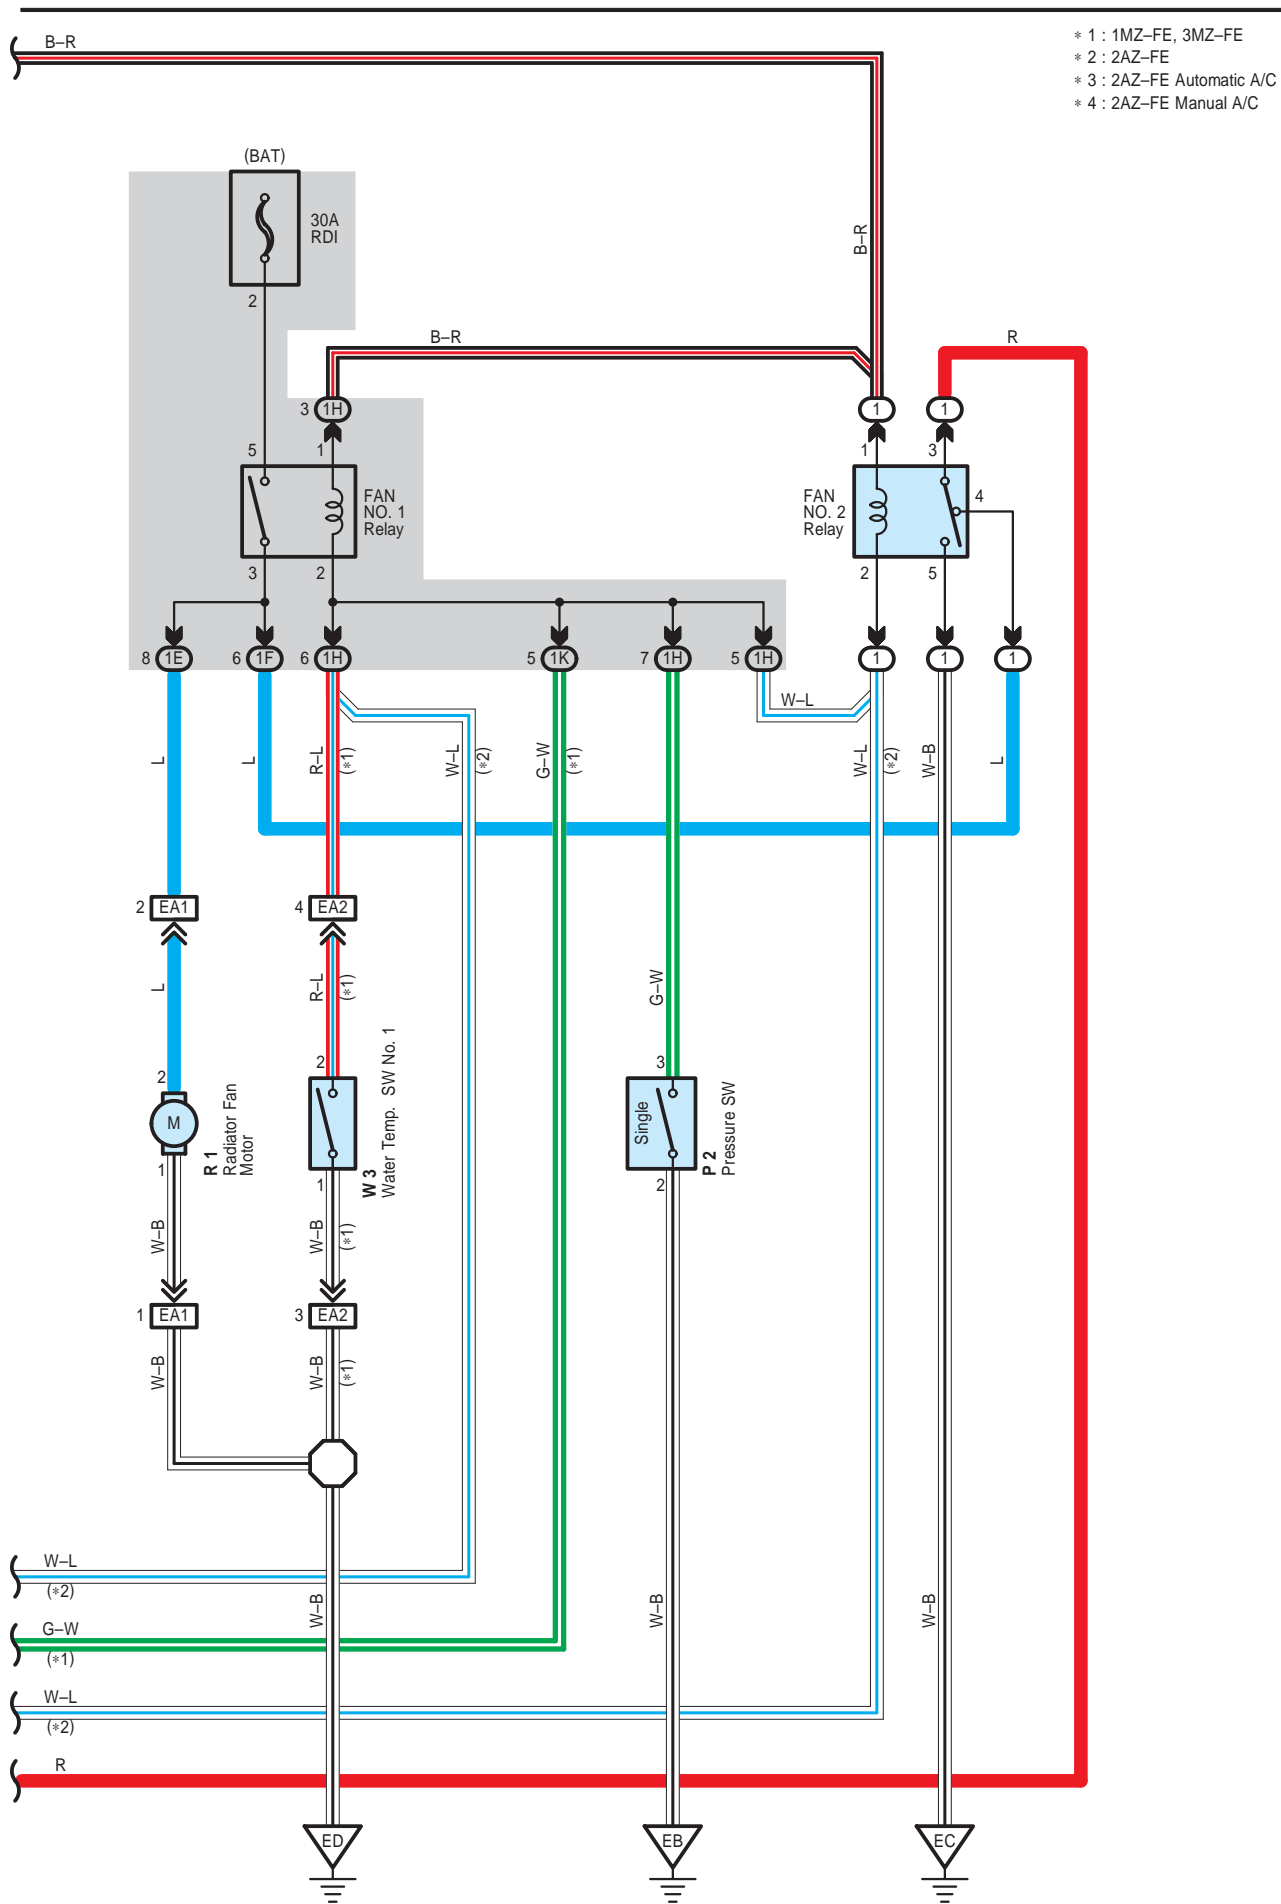 B–R
∗ 1 : 1MZ–FE, 3MZ–FE
∗ 2 : 2AZ–FE
∗ 3 : 2AZ–FE Automatic A/C
∗ 4 : 2AZ–FE Manual A/C
(BAT)
30A
RDI
2
B–R
B–R
R
3 1H
1
1
5
1
1
3
FAN
NO. 1
Relay
FAN
NO. 2
Relay
4
3
2
2
5
8 1E
6 1F
6 1H
5 1K
7 1H
5 1H
1
1
1
W–L
L
L
R–L
(∗1)
W–L
(∗2)
G–W
(∗1)
W–L
(∗2)
W–B
L
2 EA1
4 EA2
L
R–L
(∗1)
G–W
2
2
3
M
R 1
Radiator Fan
Motor
W 3
Water Temp. SW No. 1
Single
P 2
Pressure SW
1
1
2
W–B
W–B
(∗1)
1 EA1
3 EA2
W–B
W–B
(∗1)
W–L
(∗2)
W–B
W–B
W–B
G–W
(∗1)
W–L
(∗2)
R
ED
EB
EC